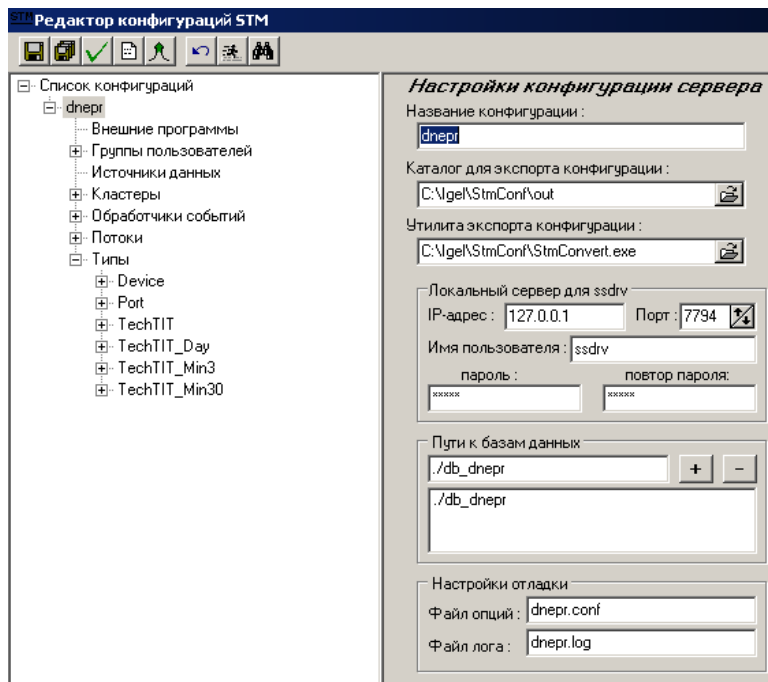 STM Редактор конфигураций STM
Список конфигураций
dnepr
Внешние программы
Группы пользователей
Источники данных
Кластеры
Обработчики событий
Потоки
Типы
Device
Port
TechTIT
TechTIT_Day
TechTIT_Min3
TechTIT_Min30
Настройки конфигурации сервера
Название конфигурации :
dnepr
Каталог для экспорта конфигурации :
C:\Igel\StmConf\out
Утилита экспорта конфигурации :
C:\Igel\StmConf\StmConvert.exe
Локальный сервер для ssdrv
IP-адрес : 127.0.0.1 Порт : 7794
Имя пользователя : ssdrv
пароль : повтор пароля:
***** *****
Пути к базам данных
./db_dnepr + -
./db_dnepr
Настройки отладки
Файл опций : dnepr.conf
Файл лога : dnepr.log